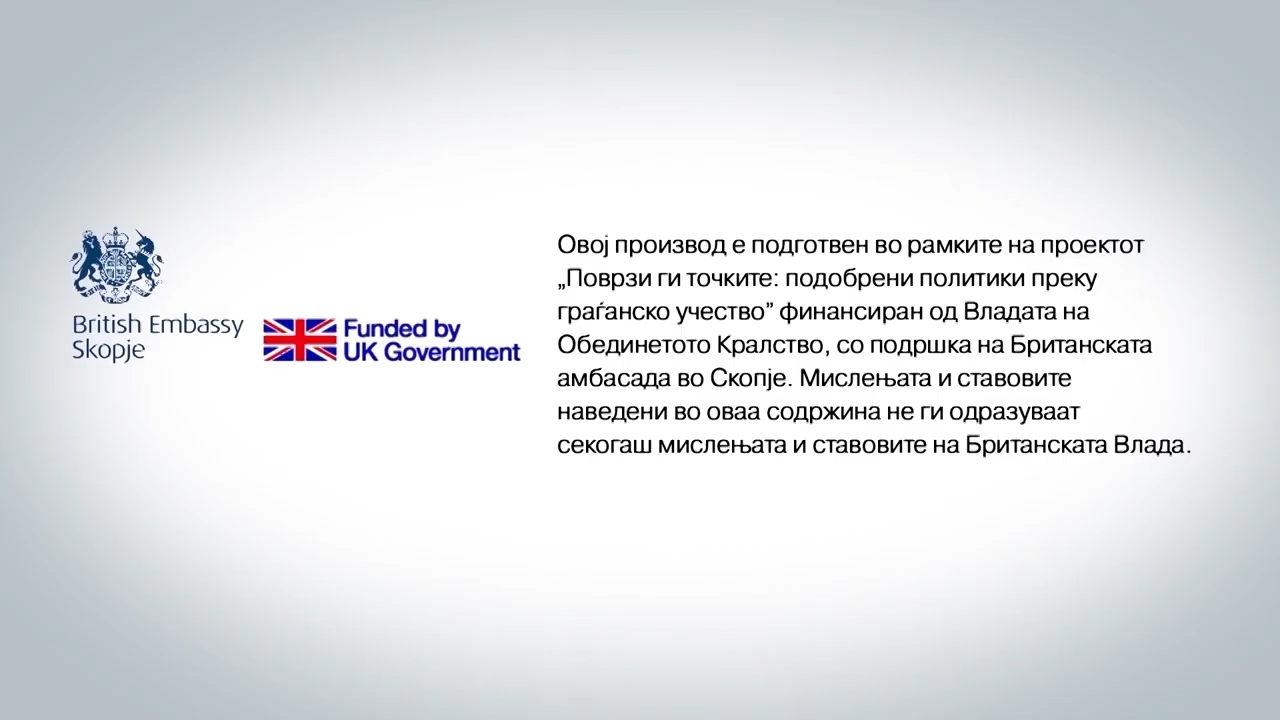 British Embassy
Skopje
Funded by
UK Government
Овој производ е подготвен во рамките на проектот
„Поврзи ги точките: подобрени политики преку
граѓанско учество” финансиран од Владата на
Обединетото Кралство, со подршка на Британската
амбасада во Скопје. Мислењата и ставовите
наведени во оваа содржина не ги одразуваат
секогаш мислењата и ставовите на Британската Влада.